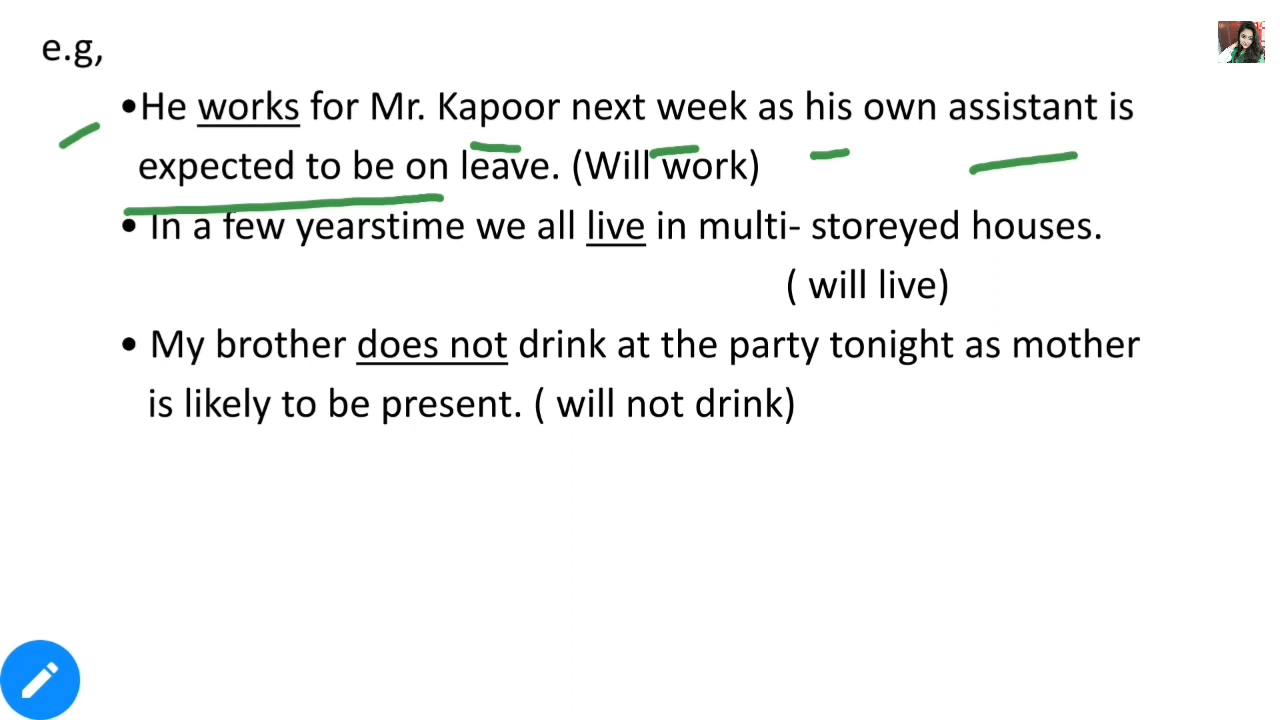 e.g,
•He works for Mr. Kapoor next week as his own assistant is
expected to be on leave. (Will work)
• In a few yearstime we all live in multi- storeyed houses.
( will live)
• My brother does not drink at the party tonight as mother
is likely to be present. ( will not drink)